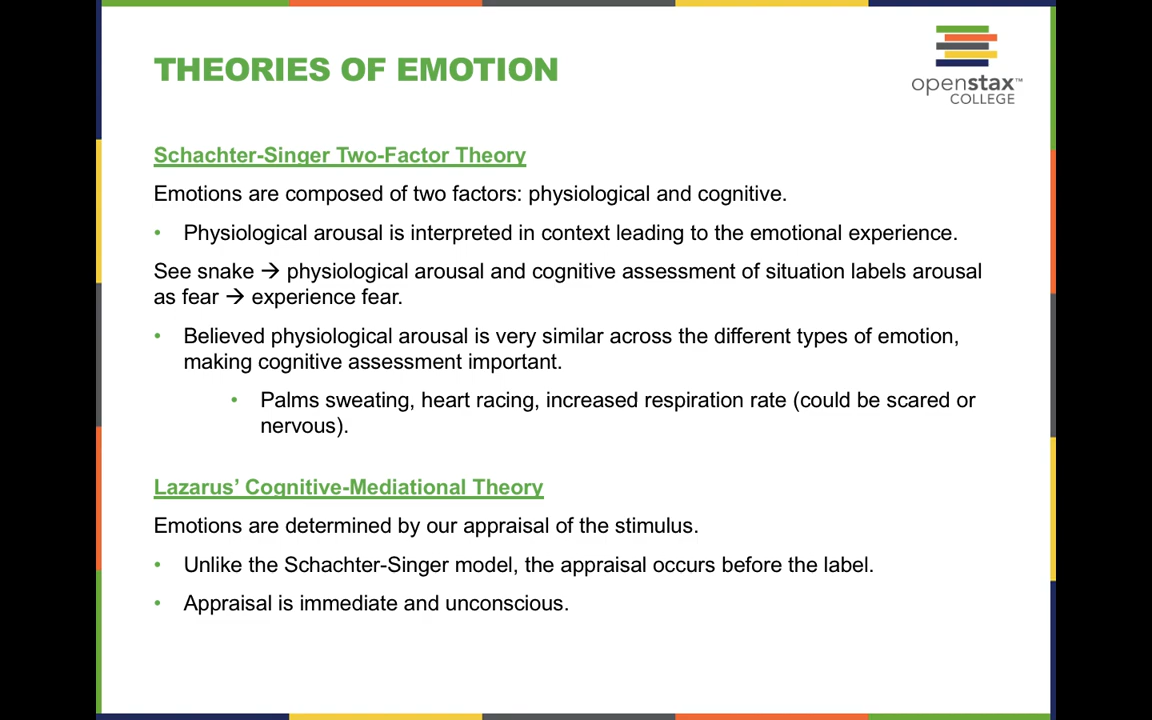 THEORIES OF EMOTION
openstax™
COLLEGE
Schachter-Singer Two-Factor Theory
Emotions are composed of two factors: physiological and cognitive.
• Physiological arousal is interpreted in context leading to the emotional experience.
See snake → physiological arousal and cognitive assessment of situation labels arousal
as fear → experience fear.
• Believed physiological arousal is very similar across the different types of emotion,
making cognitive assessment important.
• Palms sweating, heart racing, increased respiration rate (could be scared or
nervous).
Lazarus’ Cognitive-Mediational Theory
Emotions are determined by our appraisal of the stimulus.
• Unlike the Schachter-Singer model, the appraisal occurs before the label.
• Appraisal is immediate and unconscious.